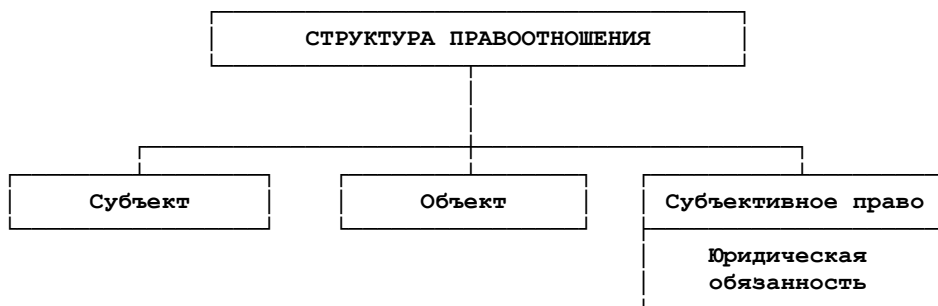 СТРУКТУРА ПРАВООТНОШЕНИЯ
Субъект
Объект
Субъективное право
Юридическая
обязанность